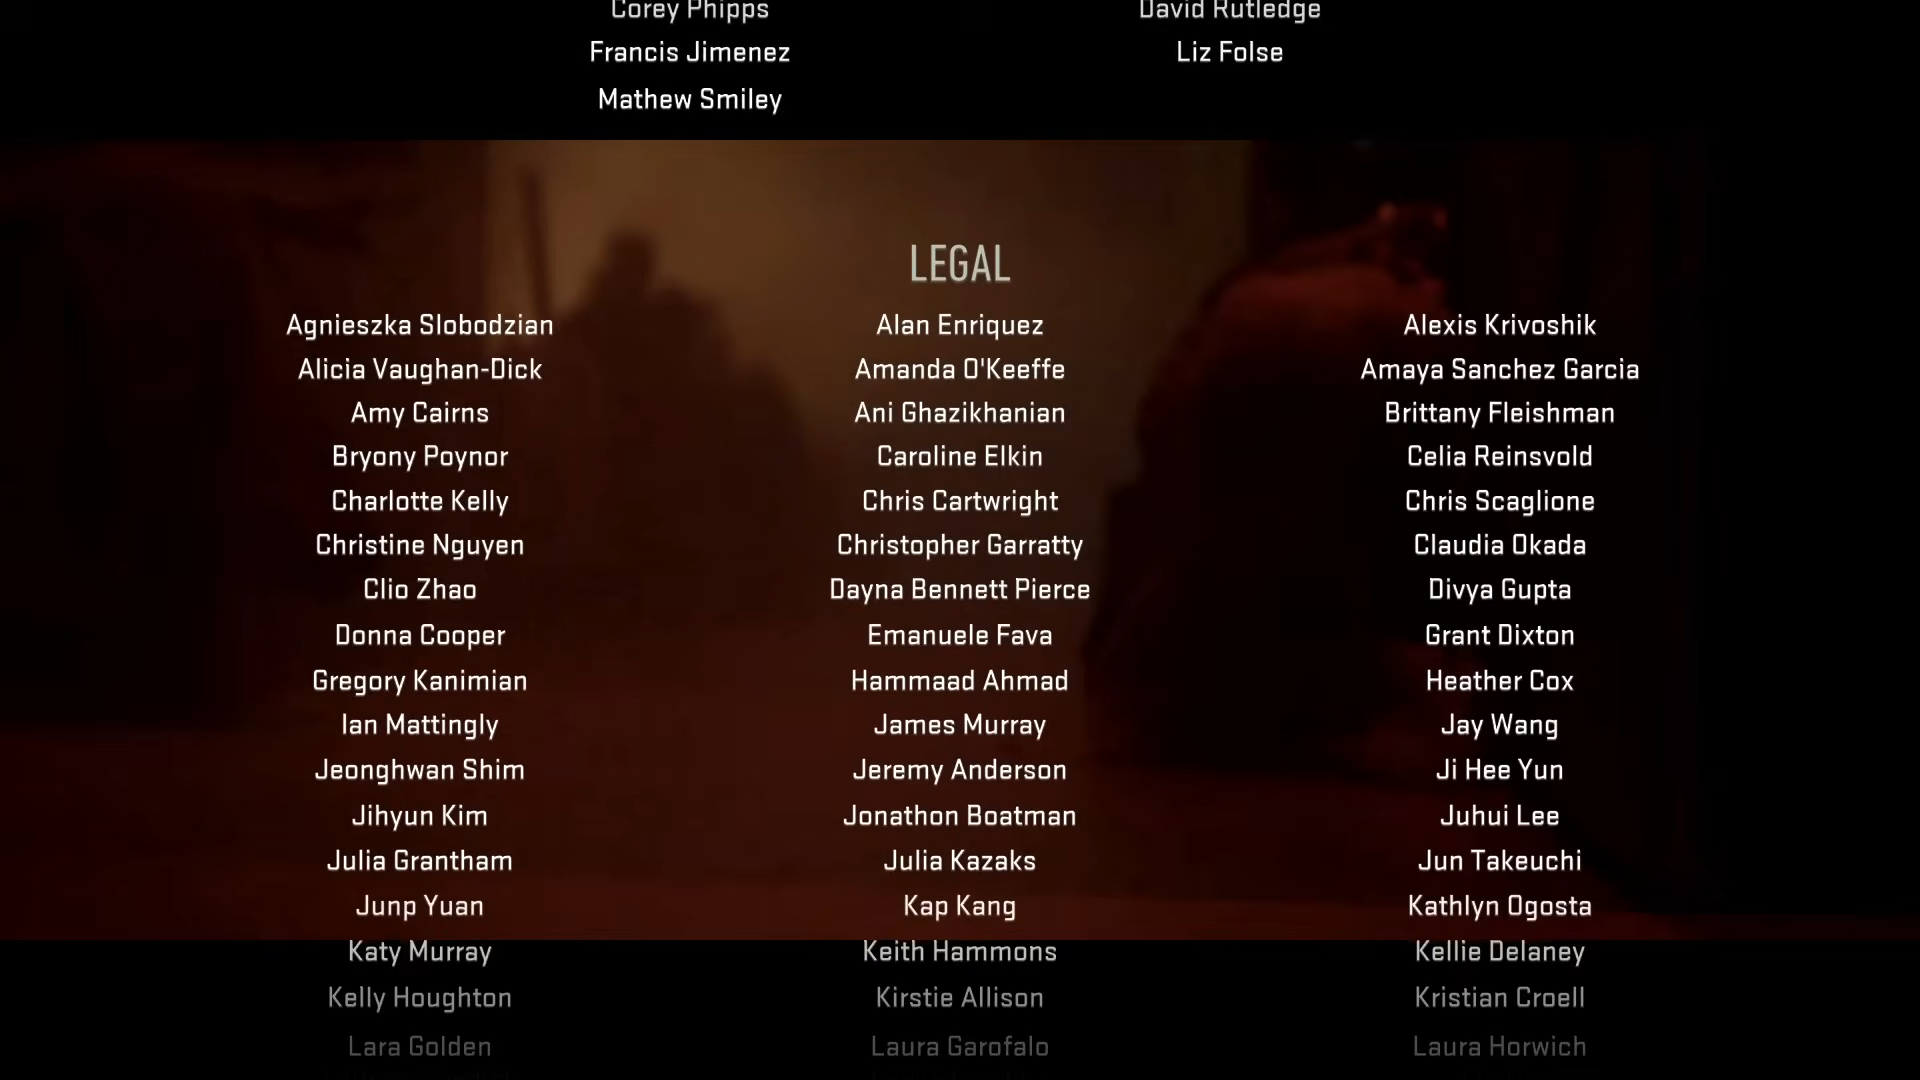 Corey Phipps David Rutledge
Francis Jimenez Liz Folse
Mathew Smiley
LEGAL
Agnieszka Slobodzian Alan Enriquez Alexis Krivoshik
Alicia Vaughan-Dick Amanda O'Keeffe Amaya Sanchez Garcia
Amy Cairns Ani Ghazikhanian Brittany Fleishman
Bryony Poynor Caroline Elkin Celia Reinsvold
Charlotte Kelly Chris Cartwright Chris Scaglione
Christine Nguyen Christopher Garratty Claudia Okada
Clio Zhao Dayna Bennett Pierce Divya Gupta
Donna Cooper Emanuele Fava Grant Dixton
Gregory Kanimian Hammaad Ahmad Heather Cox
Ian Mattingly James Murray Jay Wang
Jeonghwan Shim Jeremy Anderson Ji Hee Yun
Jihyun Kim Jonathon Boatman Juhui Lee
Julia Grantham Julia Kazaks Jun Takeuchi
Junp Yuan Kap Kang Kathlyn Ogosta
Katy Murray Keith Hammons Kellie Delaney
Kelly Houghton Kirstie Allison Kristian Croell
Lara Golden Laura Garofalo Laura Horwich